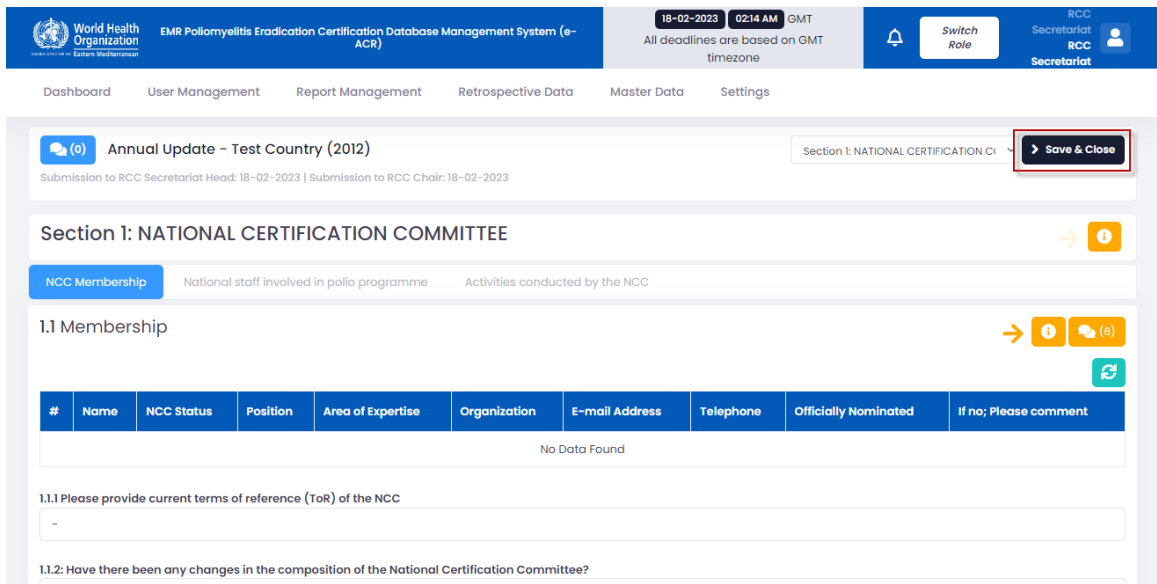 World Health
Organization
Eastern Mediterranean
EMR Poliomyelitis Eradication Certification Database Management System (e-
ACR)
18-02-2023 02:14 AM GMT
All deadlines are based on GMT
timezone
Switch
Role
RCC
Secretariat
RCC
Secretariat
Dashboard User Management Report Management Retrospective Data Master Data Settings
(0) Annual Update - Test Country (2012)
Section 1: NATIONAL CERTIFICATION
Save & Close
Submission to RCC Secretariat Head: 18-02-2023 | Submission to RCC Chair: 18-02-2023
Section 1: NATIONAL CERTIFICATION COMMITTEE
NCC Membership National staff involved in polio programme Activities conducted by the NCC
1.1 Membership
(6)
# Name NCC Status Position Area of Expertise Organization E-mail Address Telephone Officially Nominated If no; Please comment
No Data Found
1.1.1 Please provide current terms of reference (ToR) of the NCC
-
1.1.2: Have there been any changes in the composition of the National Certification Committee?